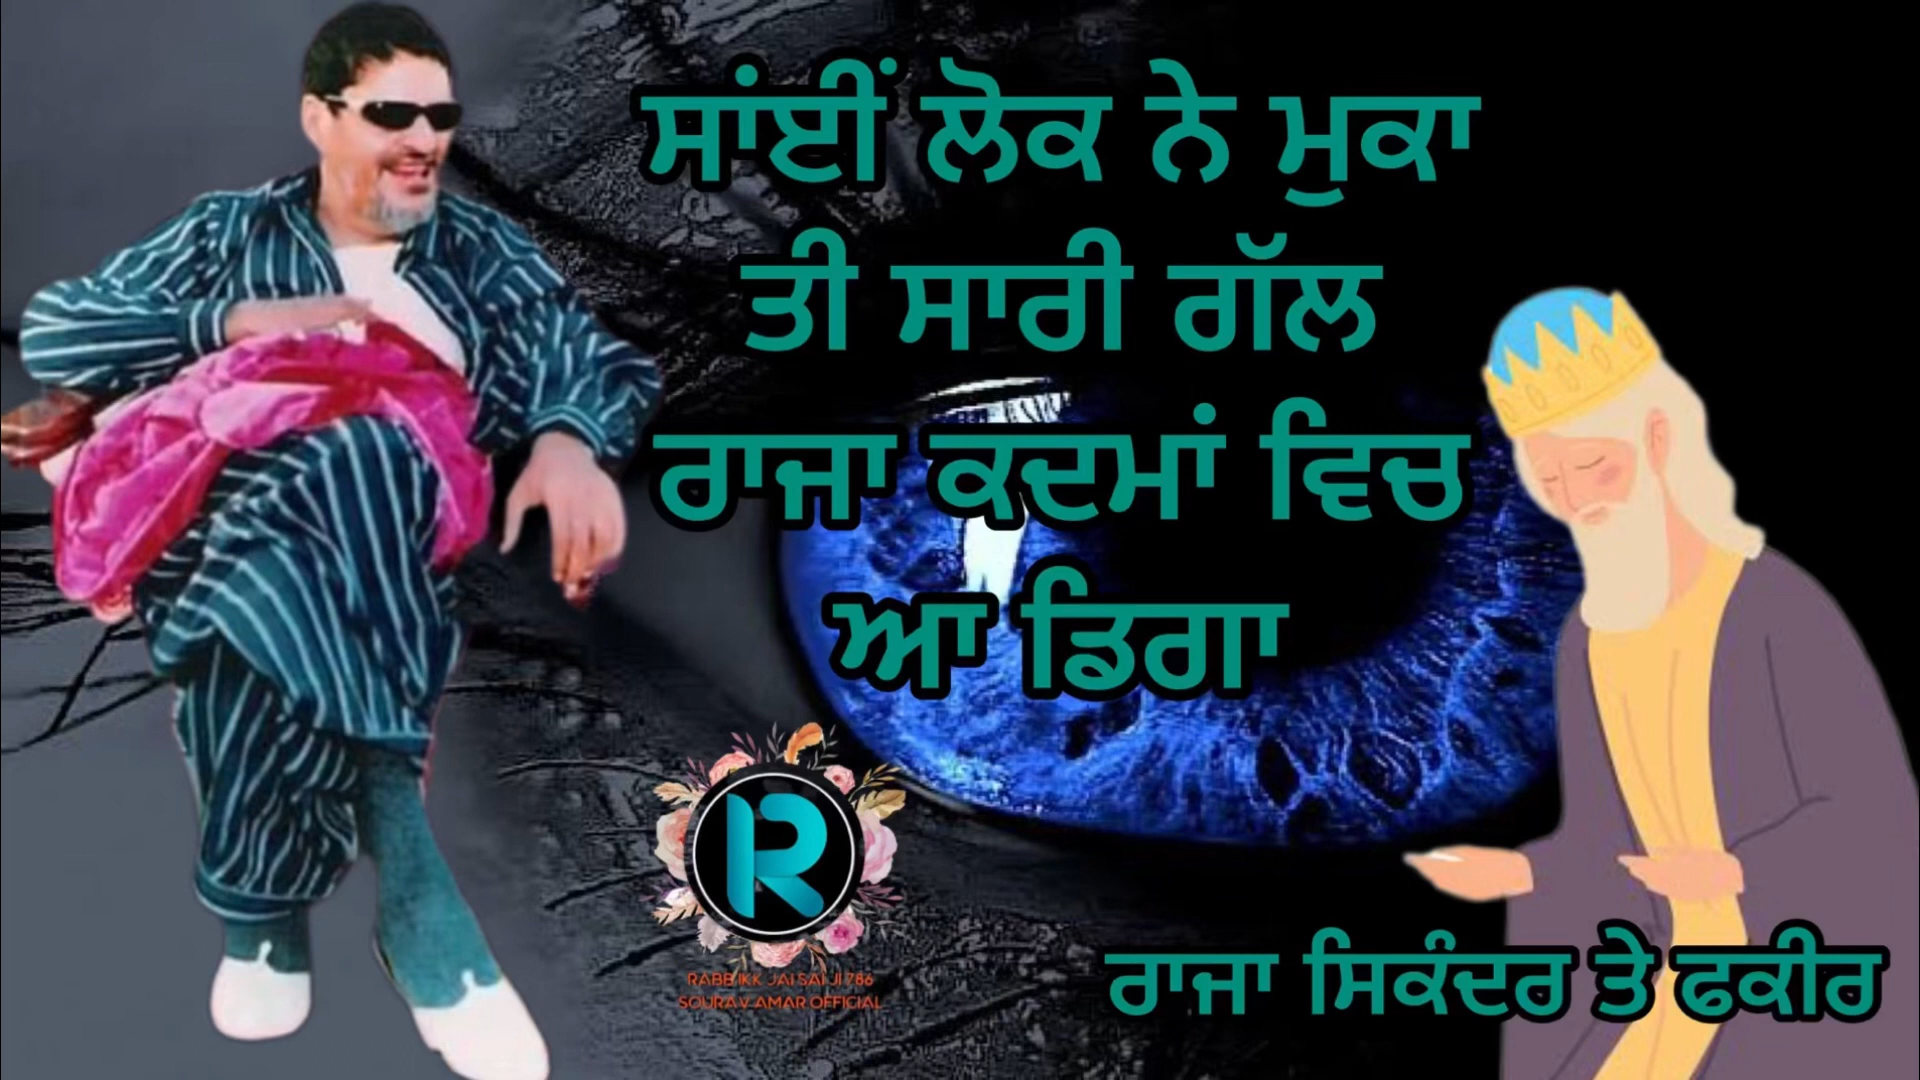 ਸਾਂਈਂ ਲੋਕ ਨੇ ਮੁਕਾ
ਤੀ ਸਾਰੀ ਗੱਲ
ਰਾਜਾ ਕਦਮਾਂ ਵਿਚ
ਆ ਡਿਗਾ
R
RABB IKK JAI SAI JI 786
SOURAV AMAR OFFICIAL
ਰਾਜਾ ਸਿਕੰਦਰ ਤੇ ਫਕੀਰ